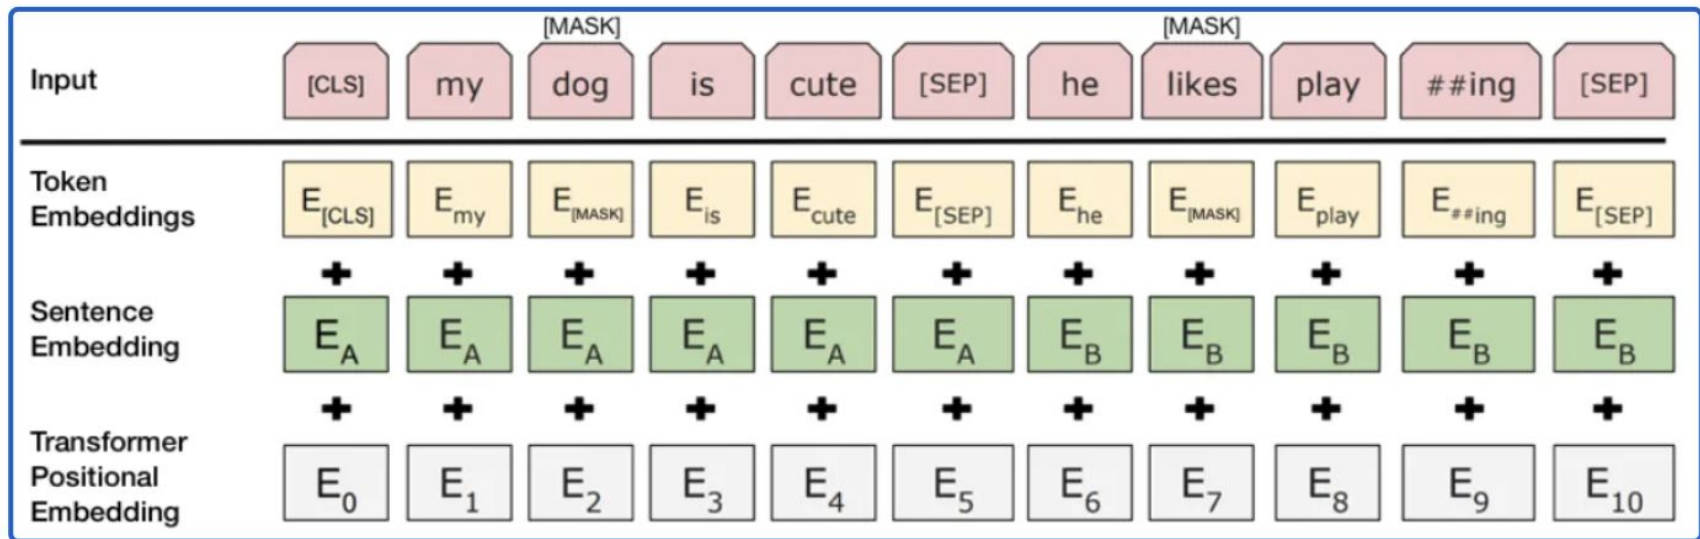 [MASK] [MASK]
Input [CLS] my dog is cute [SEP] he likes play ##ing [SEP]
Token
Embeddings
E[CLS] Emy E[MASK] Eis Ecute E[SEP] Ehe E[MASK] Eplay E##ing E[SEP]
+ + + + + + + + + + +
Sentence
Embedding
EA EA EA EA EA EA EB EB EB EB EB
+ + + + + + + + + + +
Transformer
Positional
Embedding
E0 E1 E2 E3 E4 E5 E6 E7 E8 E9 E10